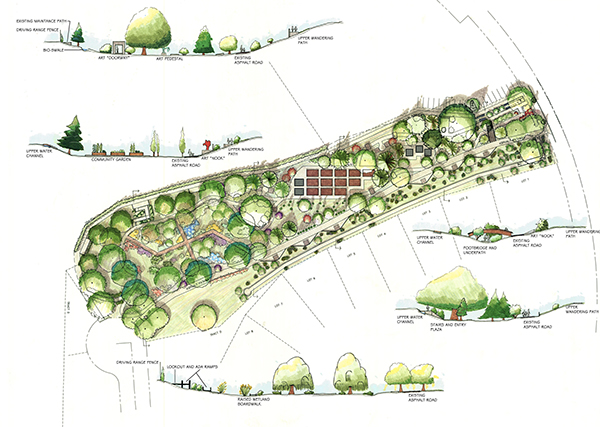 EXISTING MAINTNANCE PATH
DRIVING RANGE FENCE
BIO-SWALE
ART "DOORWAY"
ART PEDESTAL
EXISTING
ASPHALT ROAD
UPPER WANDERING
PATH
UPPER WATER
CHANNEL
COMMUNITY GARDEN
EXISTING
ASPHALT ROAD
ART "NOOK"
UPPER WANDERING
PATH
UPPER WATER
CHANNEL
FOOTBRIDGE AND
UNDERPATH
EXISTING
ASPHALT ROAD
ART "NOOK"
UPPER WANDERING
PATH
UPPER WATER
CHANNEL
STAIRS AND ENTRY
PLAZA
EXISTING
ASPHALT ROAD
UPPER
WANDERING PATH
DRIVING RANGE FENCE
LOOKOUT AND ADA RAMPS
RAISED WETLAND
BOARDWALK
EXISTING
ASPHALT ROAD